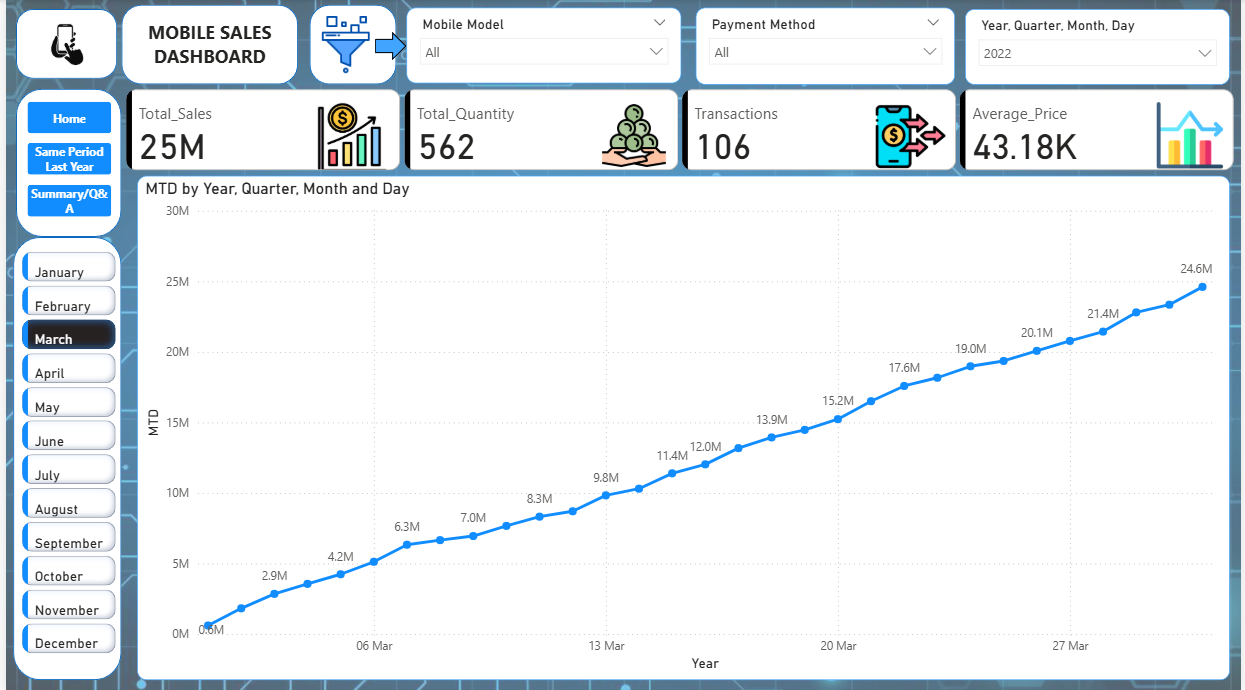 MOBILE SALES
DASHBOARD
Mobile Model
All
Payment Method
All
Year, Quarter, Month, Day
2022
Home
Same Period
Last Year
Summary/Q&
A
Total_Sales
25M
Total_Quantity
562
Transactions
106
Average_Price
43.18K
January
February
March
April
May
June
July
August
September
October
November
December
MTD by Year, Quarter, Month and Day
MTD
30M
25M
20M
15M
10M
5M
0M
0.6M
2.9M
4.2M
6.3M
7.0M
8.3M
9.8M
11.4M
12.0M
13.9M
15.2M
17.6M
19.0M
20.1M
21.4M
24.6M
06 Mar
13 Mar
20 Mar
27 Mar
Year